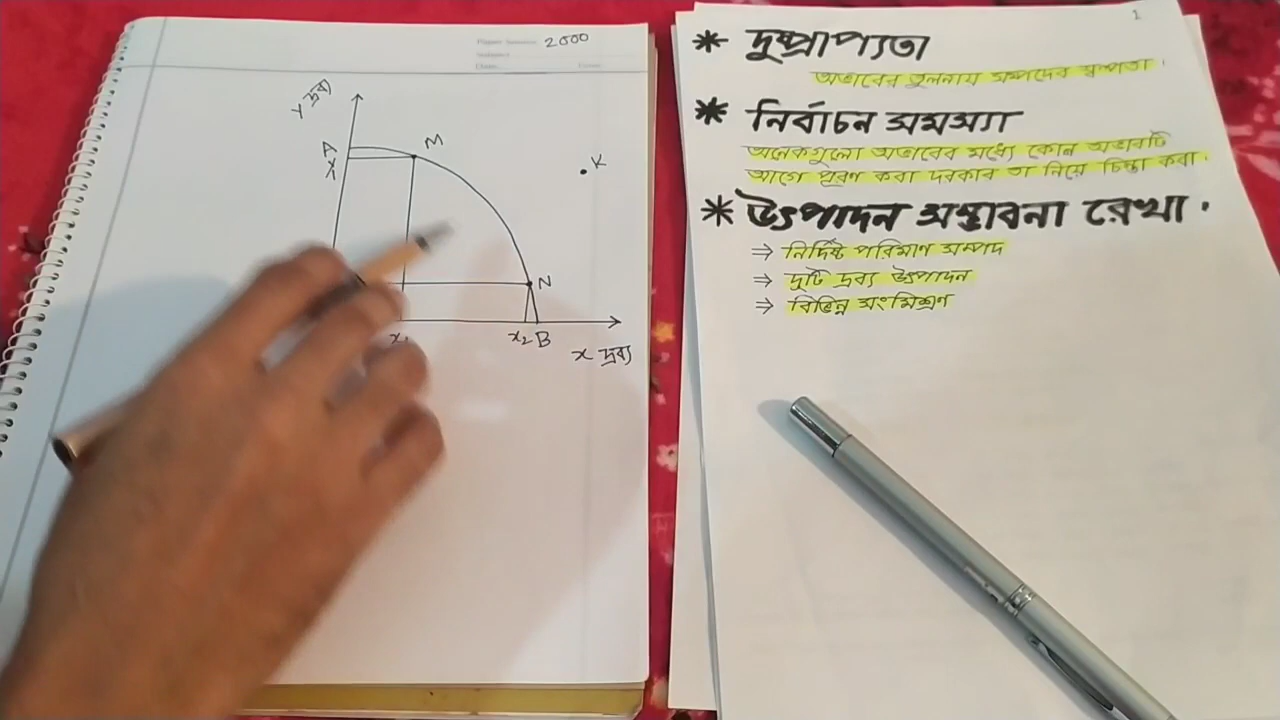 2000
Y দ্রব্য
A
M
K
N
x₁
x₂ B
x দ্রব্য
1
* দুষ্প্রাপ্যতা
অভাবের তুলনায় সম্পদের স্বল্পতা।
* নির্বাচন সমস্যা
অনেকগুলো অভাবের মধ্যে কোন অভাবটি
আগে পূরণ করা দরকার তা নিয়ে চিন্তা করা।
* উৎপাদন সম্ভাবনা রেখা।
⇒ নির্দিষ্ট পরিমাণ সম্পদ
⇒ দুটি দ্রব্য উৎপাদন
⇒ বিভিন্ন সংমিশ্রণ